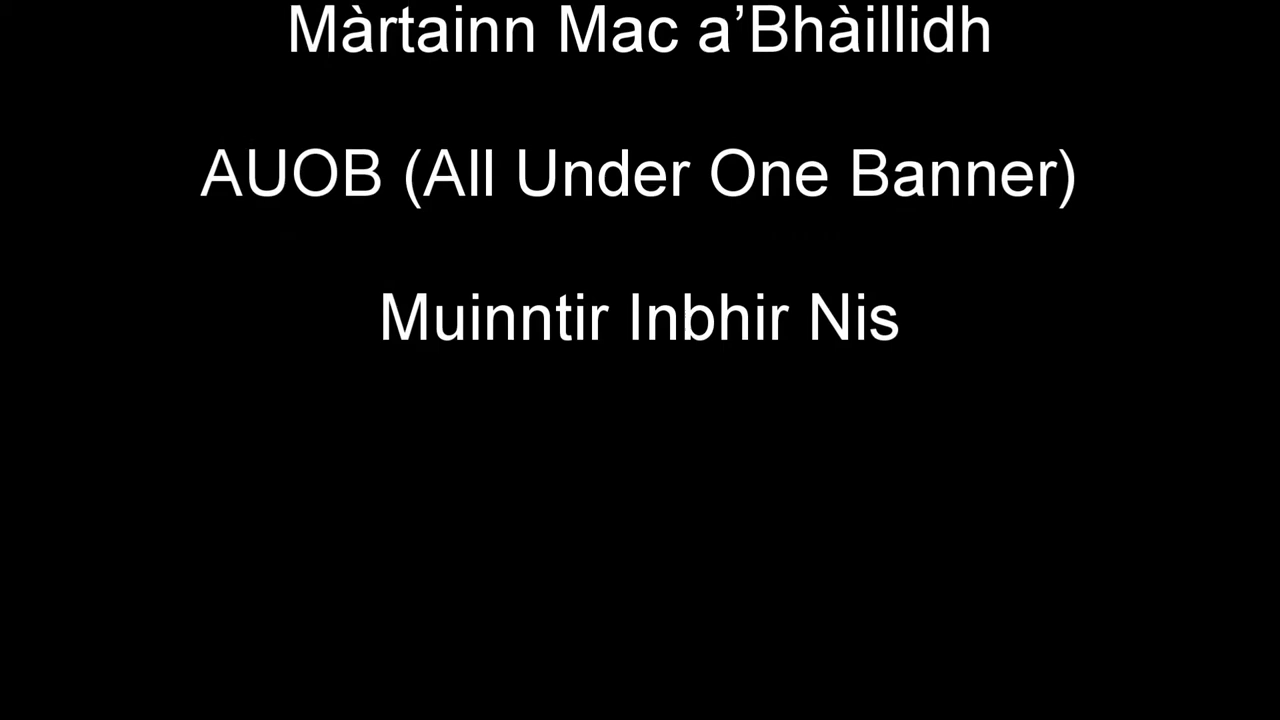 Màrtainn Mac a’Bhàillidh
AUOB (All Under One Banner)
Muinntir Inbhir Nis